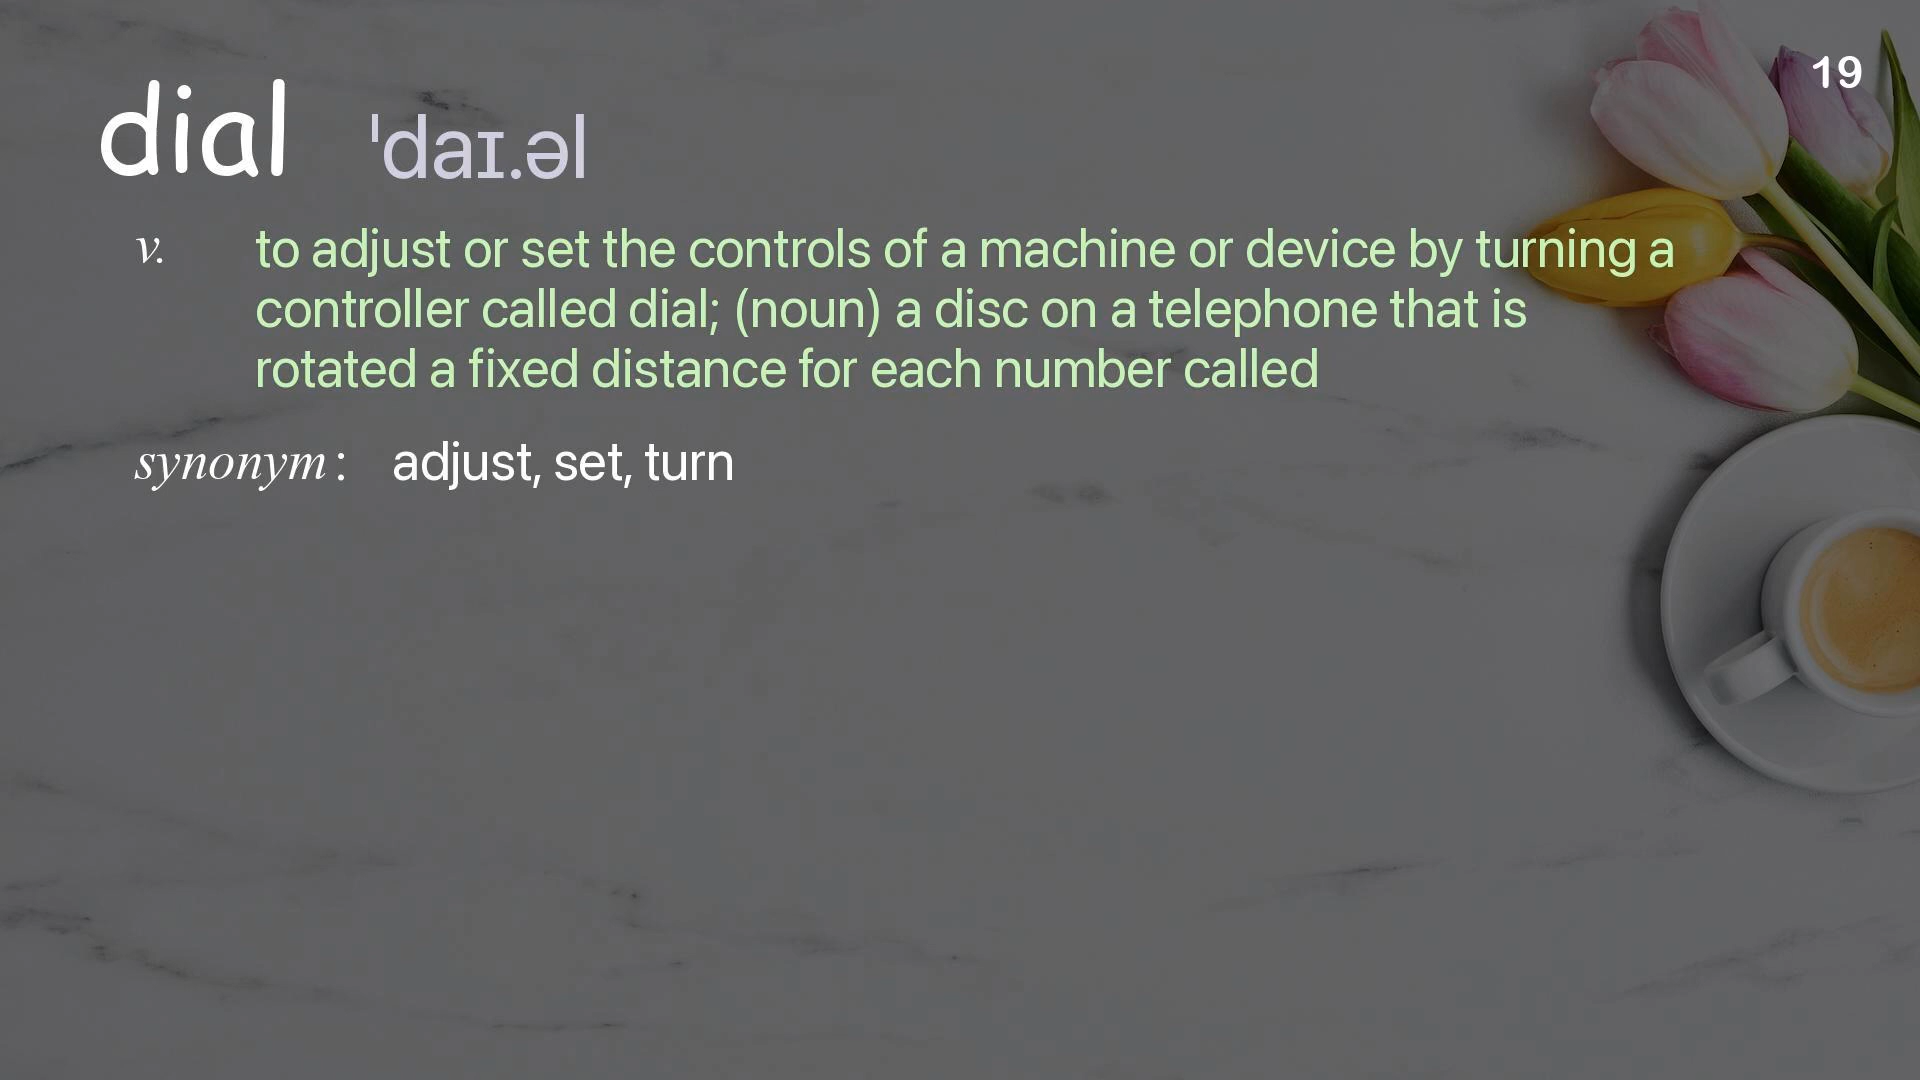 19
dial ˈdaɪ.əl
v. to adjust or set the controls of a machine or device by turning a
controller called dial; (noun) a disc on a telephone that is
rotated a fixed distance for each number called
synonym: adjust, set, turn